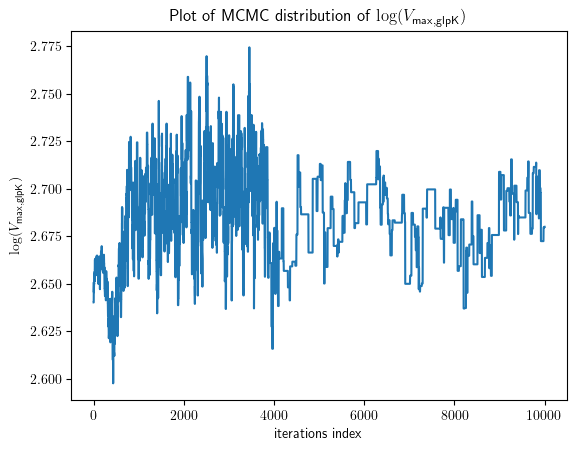 Plot of MCMC distribution of log(V_max,glpK)
2.775
2.750
2.725
2.700
2.675
2.650
2.625
2.600
log(V_max,glpK)
0 2000 4000 6000 8000 10000
iterations index